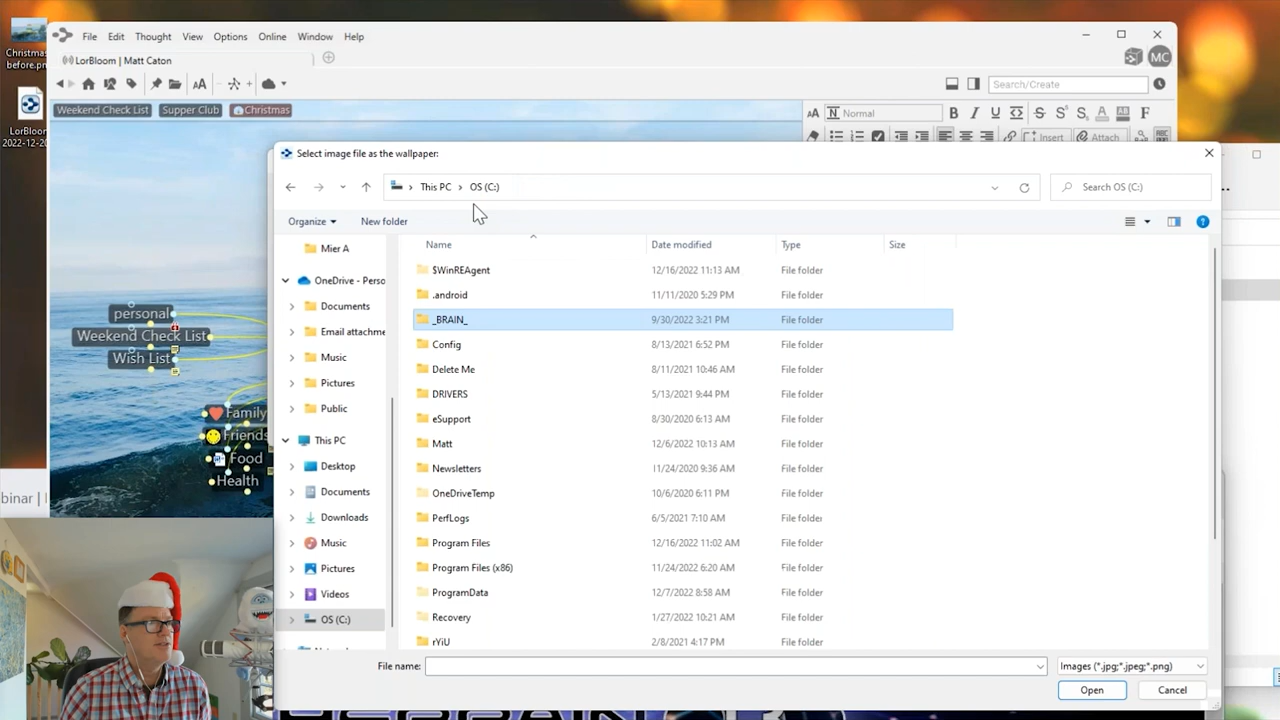 Christmas
before.pn
LorBloom
2022-12-20
File Edit Thought View Options Online Window Help
LorBloom | Matt Caton
MC
Search/Create
Weekend Check List Supper Club Christmas
Normal
Insert
Attach
Select image file as the wallpaper:
This PC > OS (C:)
Search OS (C:)
Organize
New folder
Name Date modified Type Size
Mier A
OneDrive - Perso
Documents
Email attachme
Music
Pictures
Public
This PC
Desktop
Documents
Downloads
Music
Pictures
Videos
OS (C:)
$WinREAgent 12/16/2022 11:13 AM File folder
.android 11/11/2020 5:29 PM File folder
_BRAIN_ 9/30/2022 3:21 PM File folder
Config 8/13/2021 6:52 PM File folder
Delete Me 8/11/2021 10:46 AM File folder
DRIVERS 5/13/2021 9:44 PM File folder
eSupport 8/30/2020 6:13 AM File folder
Matt 12/6/2022 10:13 AM File folder
Newsletters 11/24/2020 9:36 AM File folder
OneDriveTemp 10/6/2020 6:11 PM File folder
PerfLogs 6/5/2021 7:10 AM File folder
Program Files 12/16/2022 11:02 AM File folder
Program Files (x86) 11/24/2022 6:20 AM File folder
ProgramData 12/7/2022 8:58 AM File folder
Recovery 1/27/2022 10:21 AM File folder
rYiU 2/8/2021 4:17 PM File folder
personal
Weekend Check List
Wish List
Family
Friends
Food
Health
binar |
File name:
Images (*.jpg;*.jpeg;*.png)
Open
Cancel